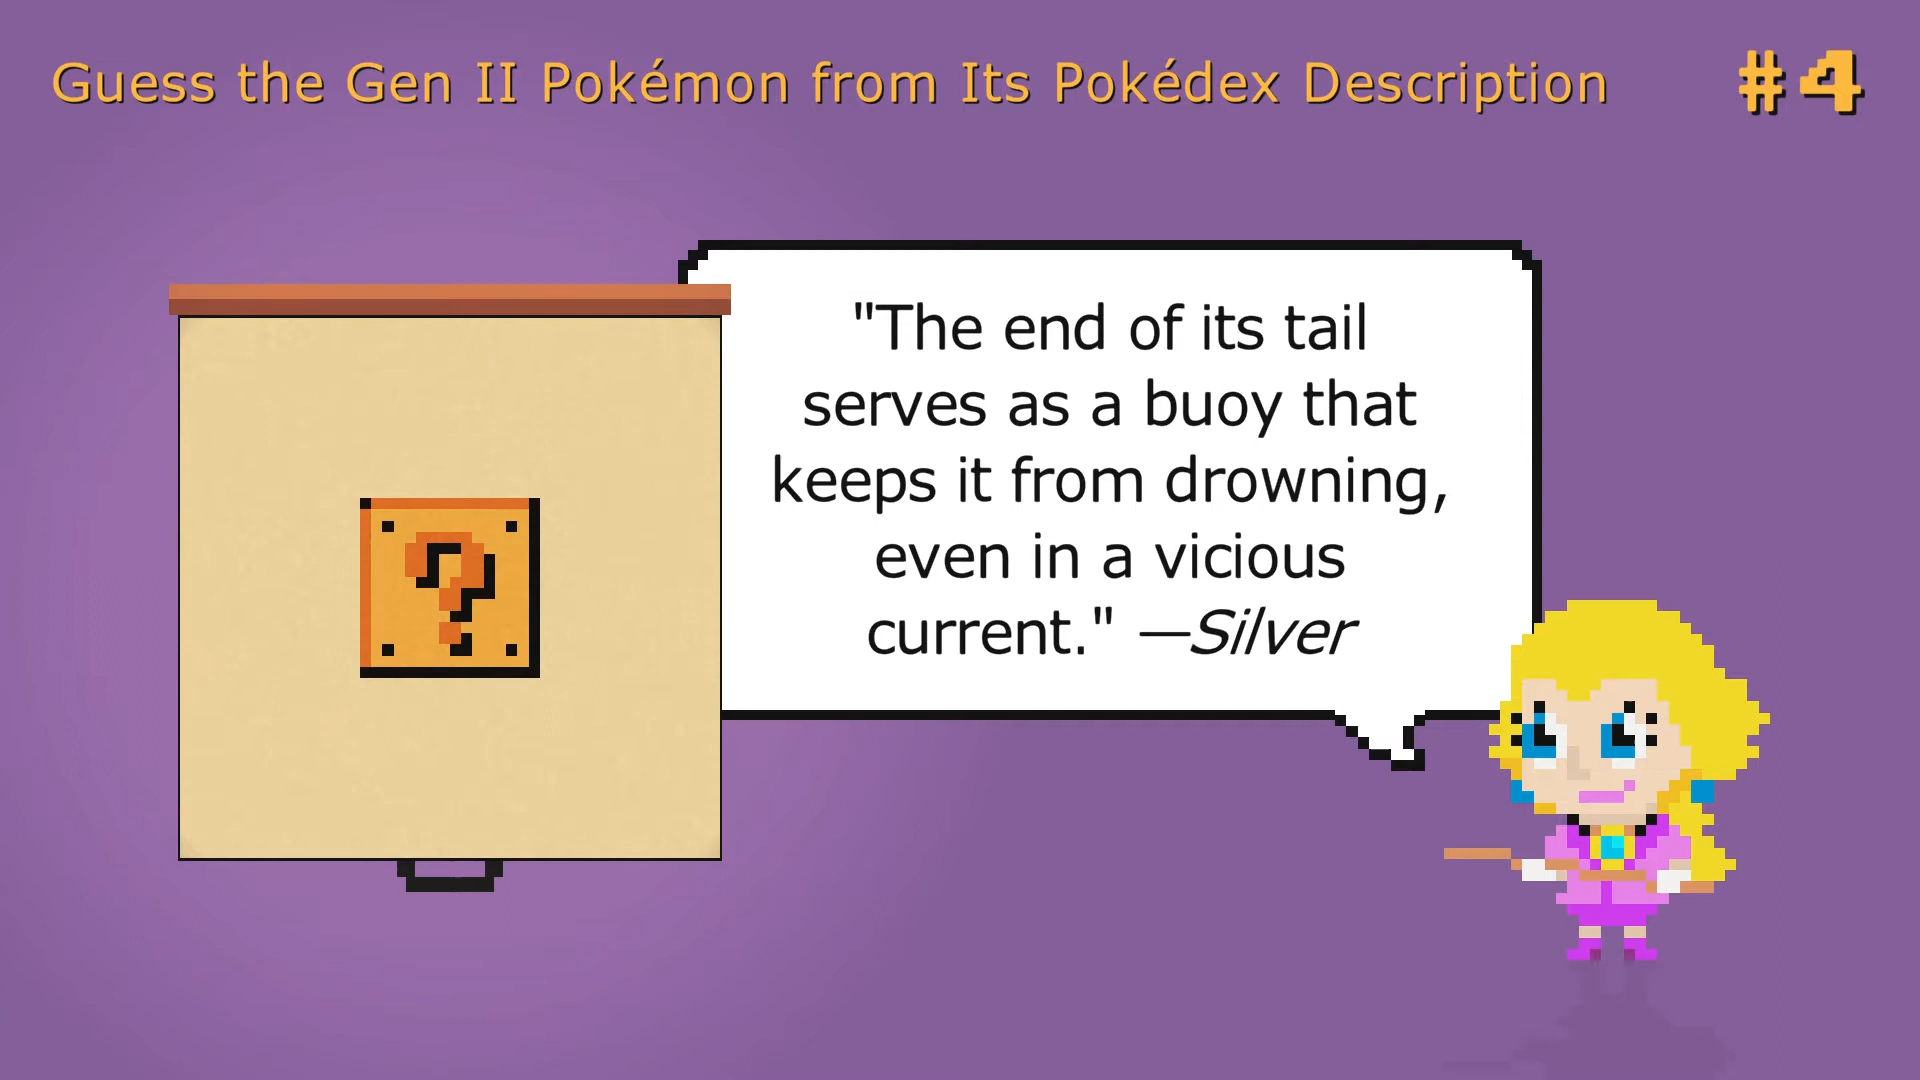 Guess the Gen II Pokémon from Its Pokédex Description
#4
"The end of its tail
serves as a buoy that
keeps it from drowning,
even in a vicious
current." —Silver
?